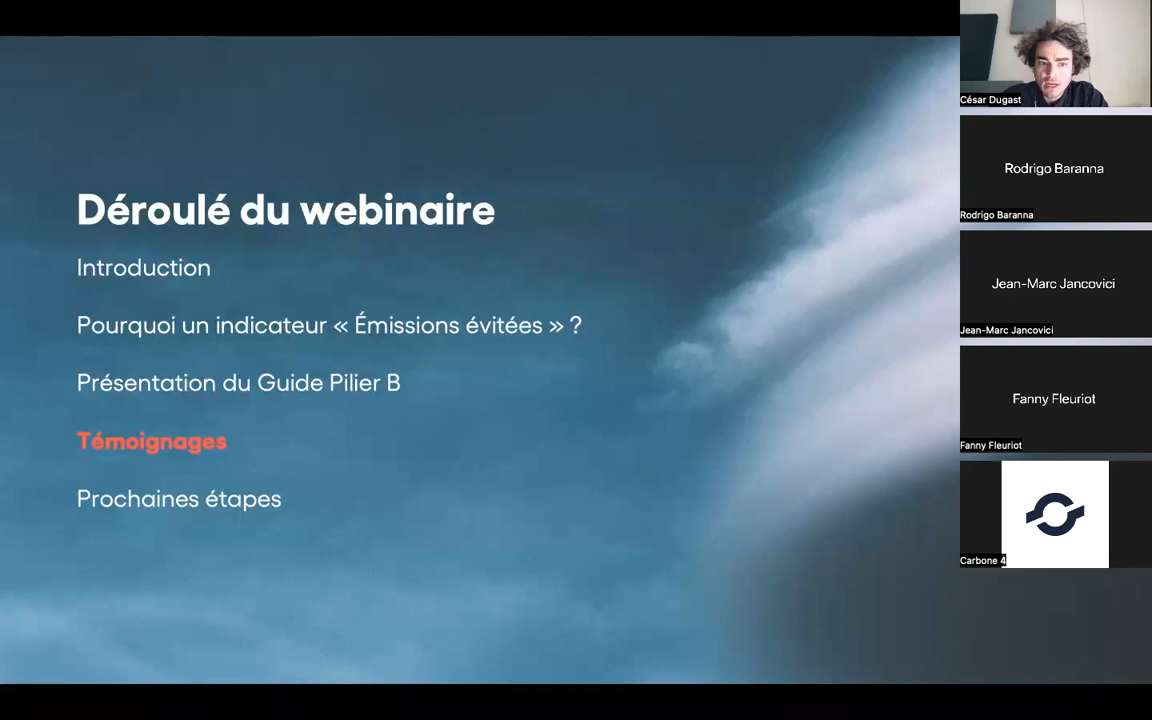 Déroulé du webinaire
Introduction
Pourquoi un indicateur « Émissions évitées » ?
Présentation du Guide Pilier B
Témoignages
Prochaines étapes
César Dugast
Rodrigo Baranna
Rodrigo Baranna
Jean-Marc Jancovici
Jean-Marc Jancovici
Fanny Fleuriot
Fanny Fleuriot
Carbone 4